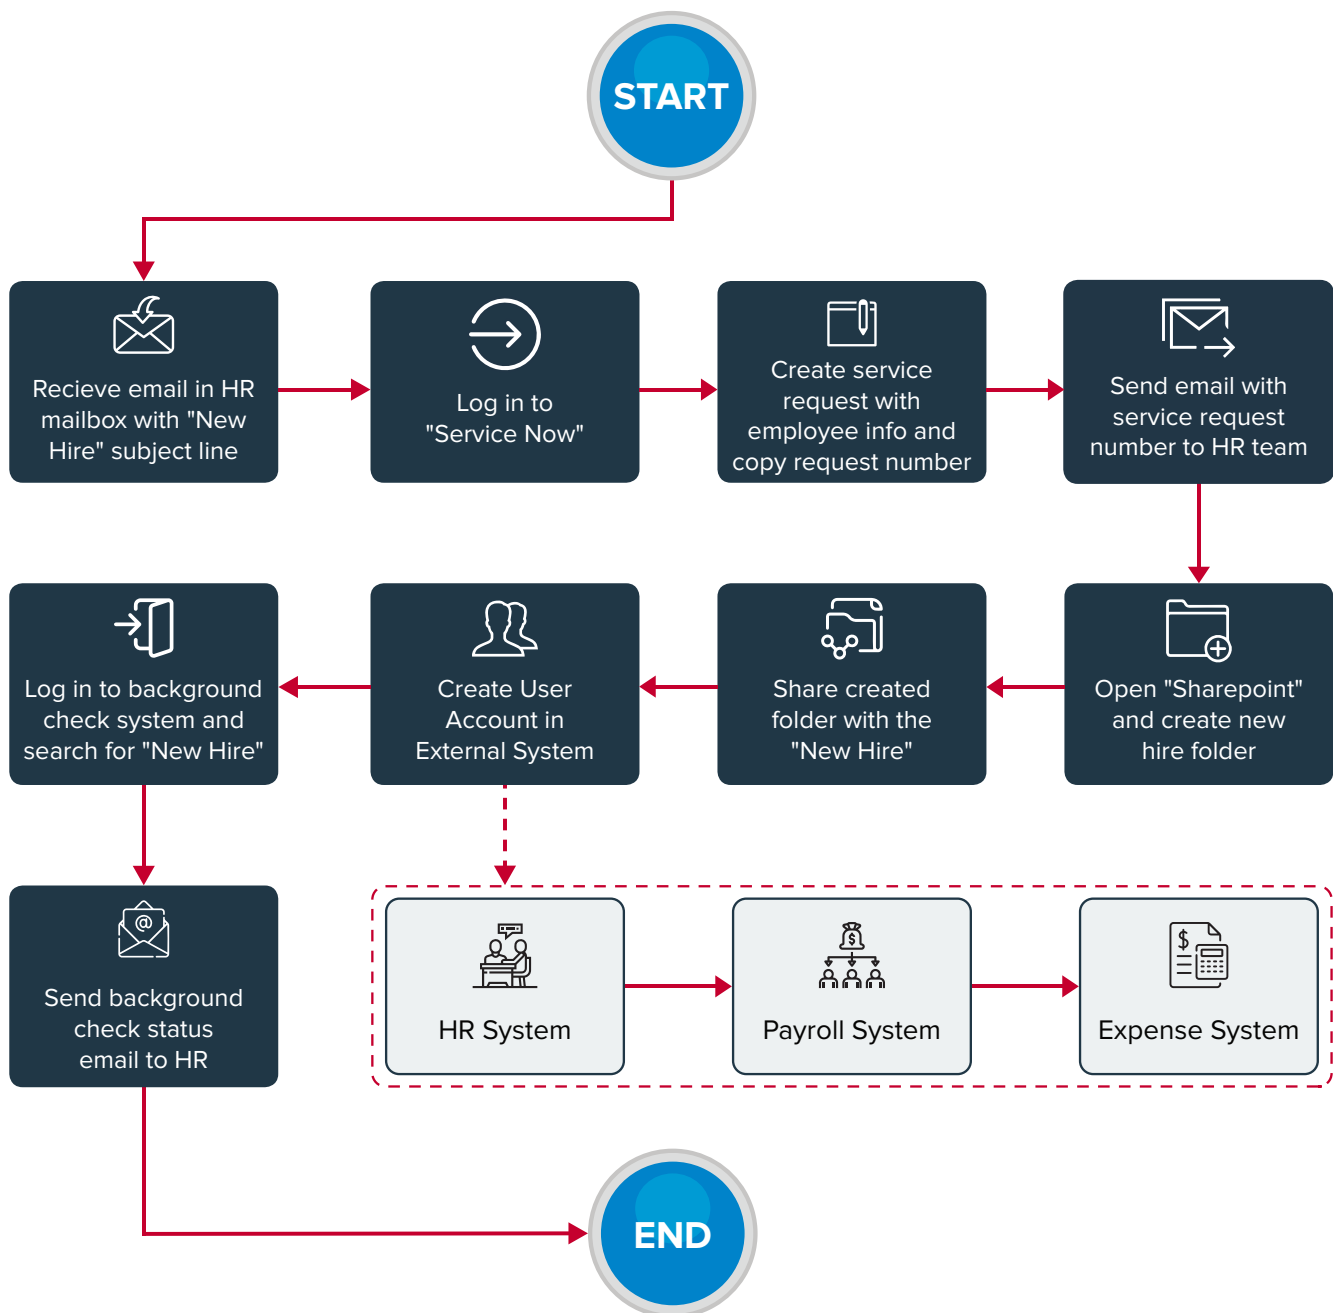 START
Recieve email in HR
mailbox with "New
Hire" subject line
Log in to
"Service Now"
Create service
request with
employee info and
copy request number
Send email with
service request
number to HR team
Open "Sharepoint"
and create new
hire folder
Share created
folder with the
"New Hire"
Create User
Account in
External System
Log in to background
check system and
search for "New Hire"
@
Send background
check status
email to HR
HR System
$
Payroll System
$
Expense System
END